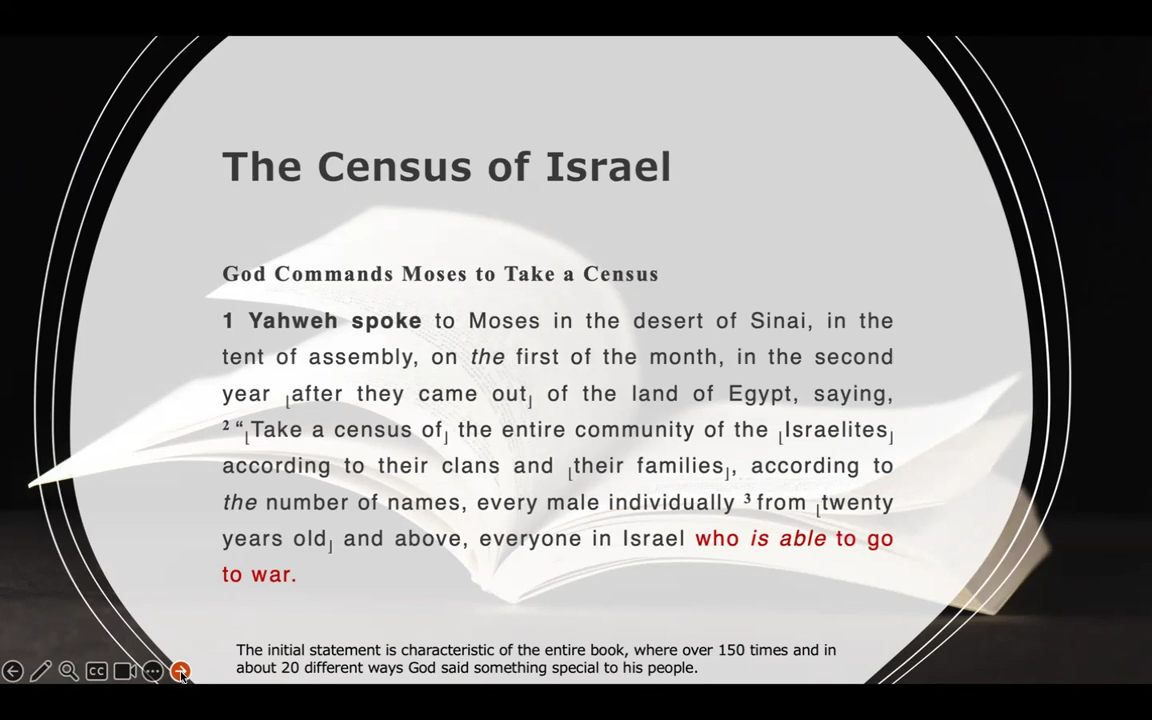 The Census of Israel
God Commands Moses to Take a Census
1 Yahweh spoke to Moses in the desert of Sinai, in the
tent of assembly, on the first of the month, in the second
year ⌊after they came out⌋ of the land of Egypt, saying,
² “⌊Take a census of⌋ the entire community of the ⌊Israelites⌋
according to their clans and ⌊their families⌋, according to
the number of names, every male individually ³ from ⌊twenty
years old⌋ and above, everyone in Israel who is able to go
to war.
The initial statement is characteristic of the entire book, where over 150 times and in
about 20 different ways God said something special to his people.
CC